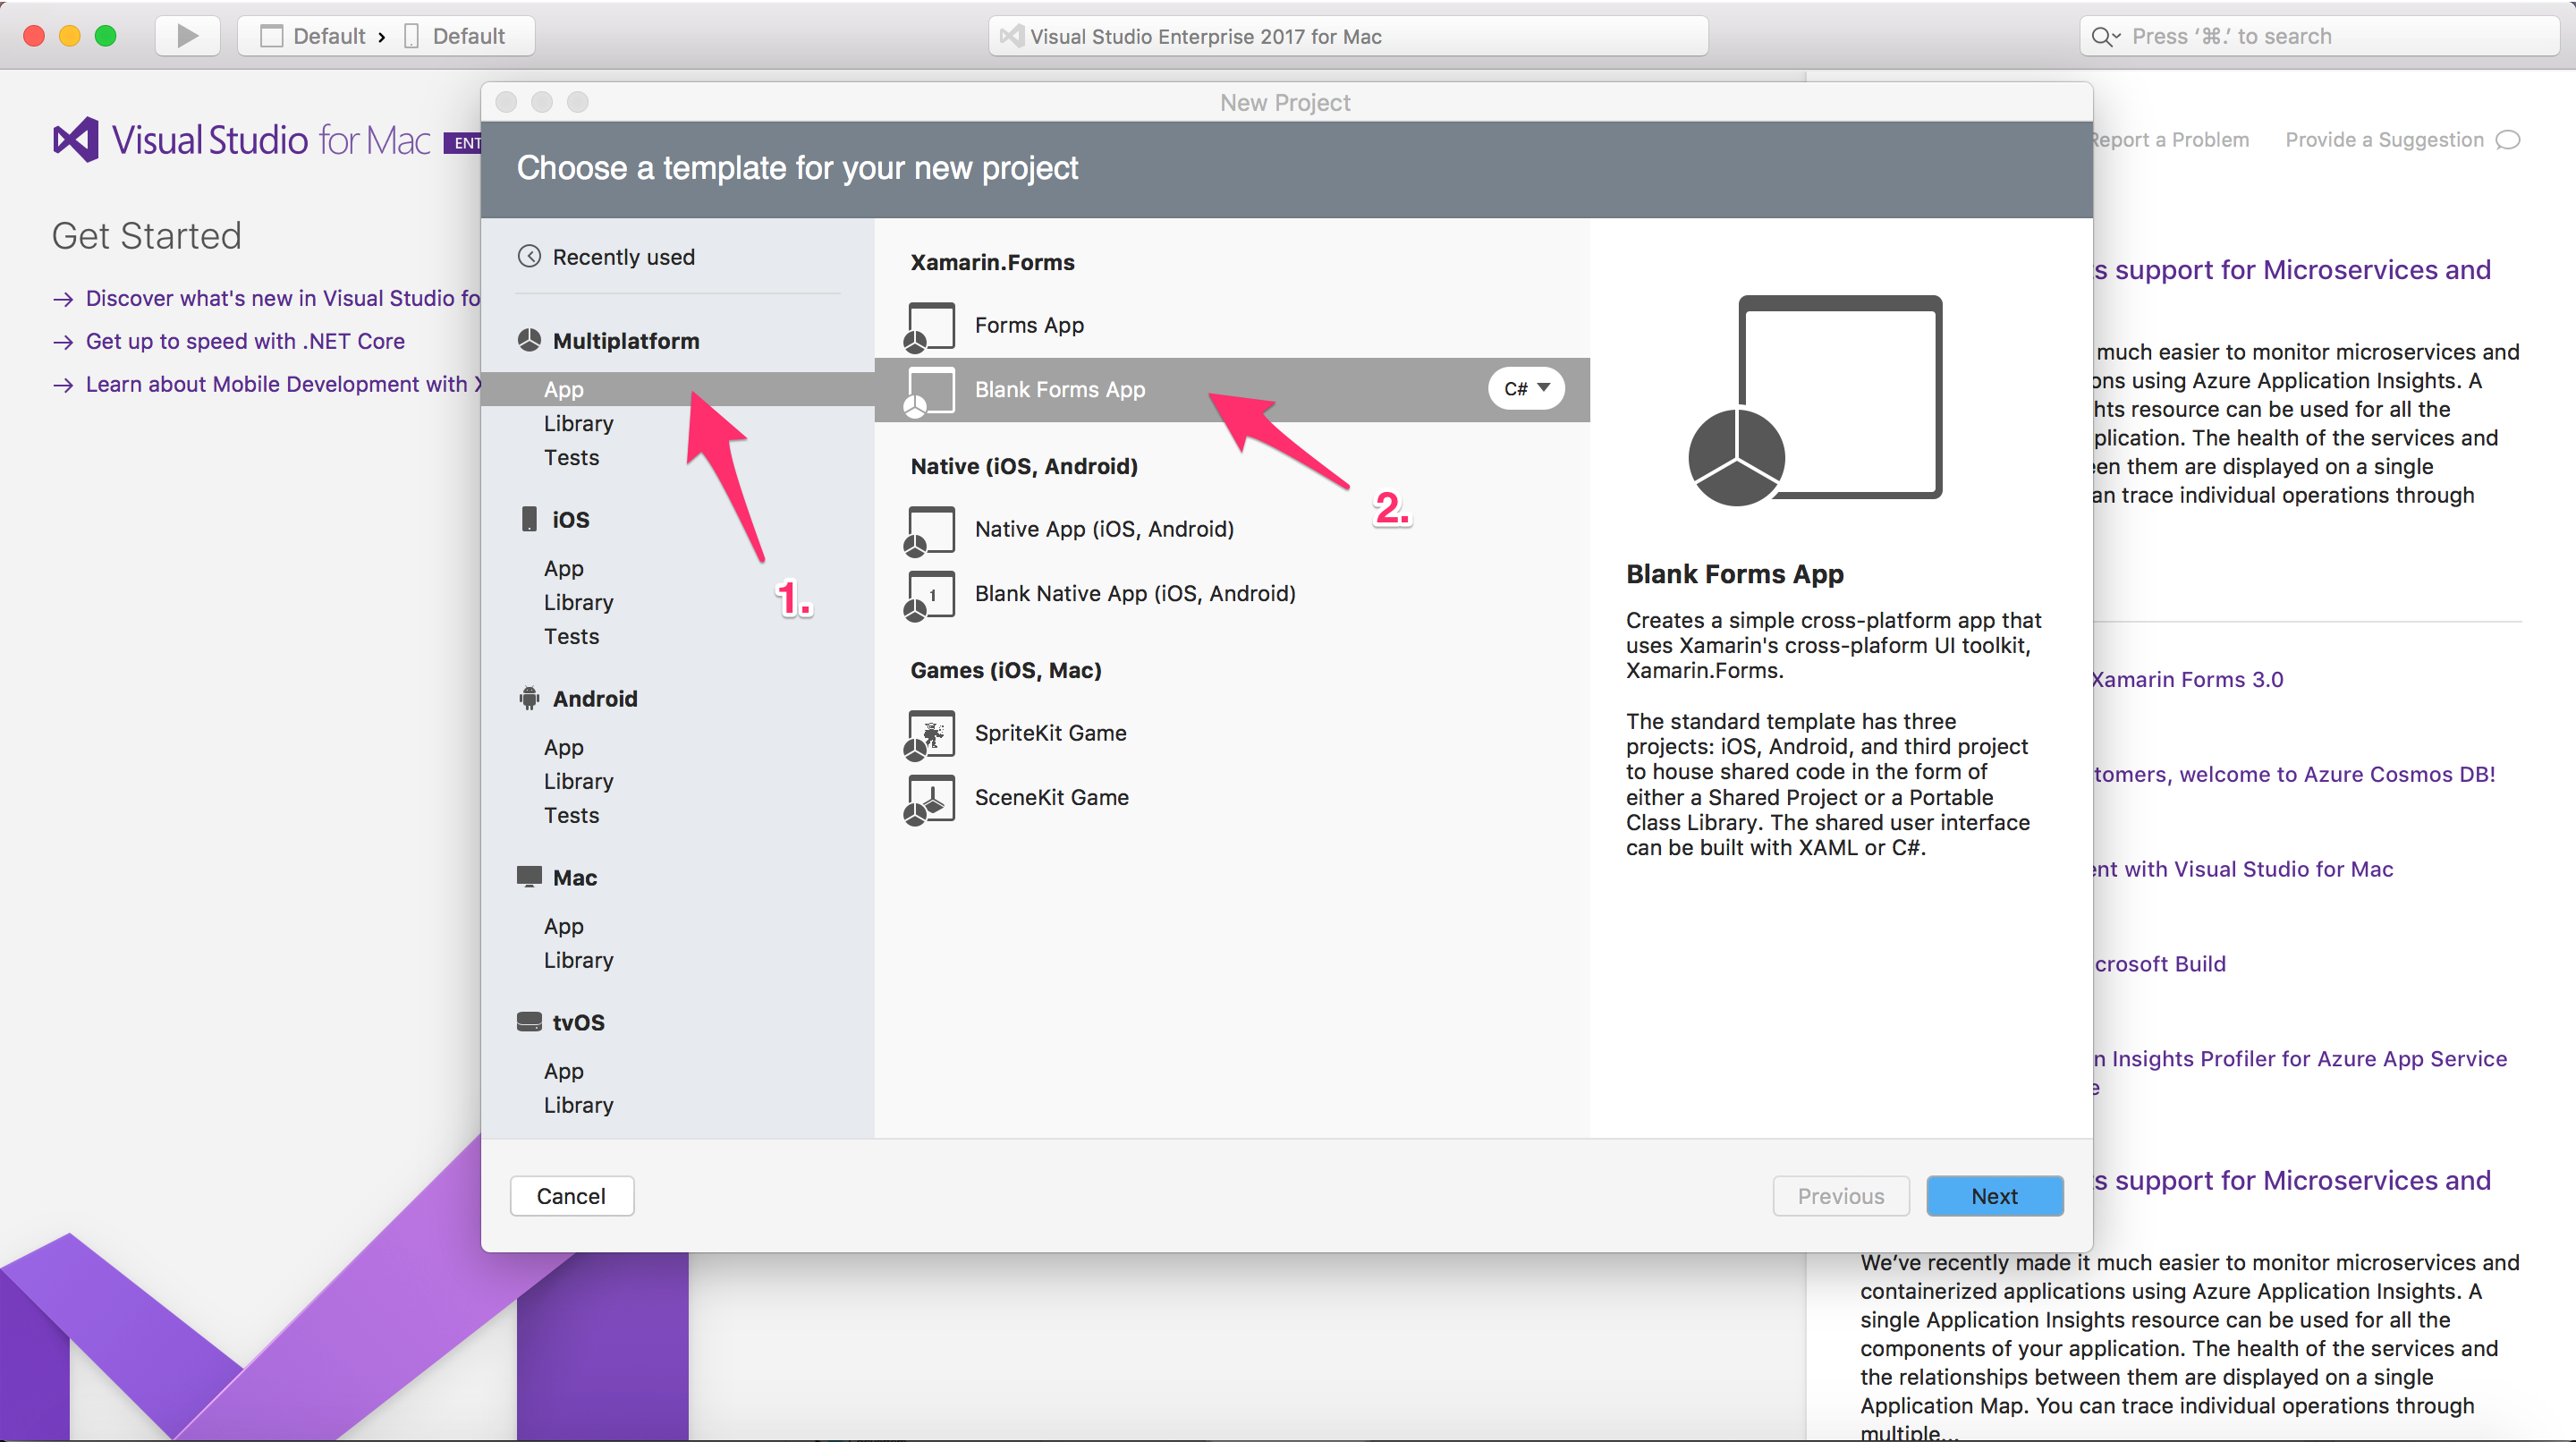 Default › Default
Visual Studio Enterprise 2017 for Mac
Press ‘⌘.’ to search
New Project
Visual Studio for Mac ENT
Get Started
Discover what's new in Visual Studio fo
Get up to speed with .NET Core
Learn about Mobile Development with X
Choose a template for your new project
Recently used
Multiplatform
App
Library
Tests
iOS
App
Library
Tests
Android
App
Library
Tests
Mac
App
Library
tvOS
App
Library
1.
Xamarin.Forms
Forms App
Blank Forms App
C#
2.
Native (iOS, Android)
Native App (iOS, Android)
1
Blank Native App (iOS, Android)
Games (iOS, Mac)
SpriteKit Game
SceneKit Game
Blank Forms App
Creates a simple cross-platform app that
uses Xamarin's cross-plaform UI toolkit,
Xamarin.Forms.
The standard template has three
projects: iOS, Android, and third project
to house shared code in the form of
either a Shared Project or a Portable
Class Library. The shared user interface
can be built with XAML or C#.
Cancel
Previous
Next
Report a Problem
Provide a Suggestion
s support for Microservices and
much easier to monitor microservices and
ons using Azure Application Insights. A
hts resource can be used for all the
plication. The health of the services and
en them are displayed on a single
an trace individual operations through
Xamarin Forms 3.0
tomers, welcome to Azure Cosmos DB!
ent with Visual Studio for Mac
crosoft Build
n Insights Profiler for Azure App Service
e
s support for Microservices and
We’ve recently made it much easier to monitor microservices and
containerized applications using Azure Application Insights. A
single Application Insights resource can be used for all the
components of your application. The health of the services and
the relationships between them are displayed on a single
Application Map. You can trace individual operations through
multiple...